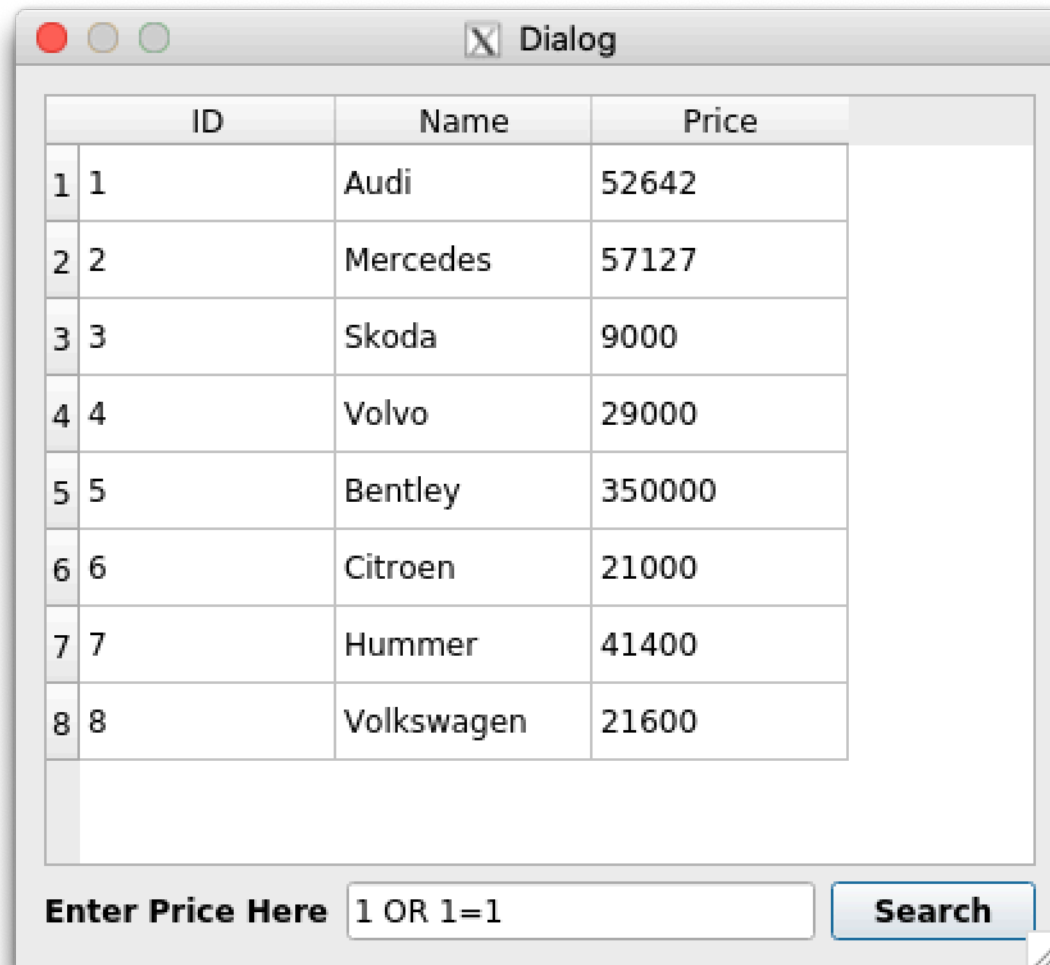 Dialog
ID Name Price
1 1 Audi 52642
2 2 Mercedes 57127
3 3 Skoda 9000
4 4 Volvo 29000
5 5 Bentley 350000
6 6 Citroen 21000
7 7 Hummer 41400
8 8 Volkswagen 21600
Enter Price Here 1 OR 1=1 Search